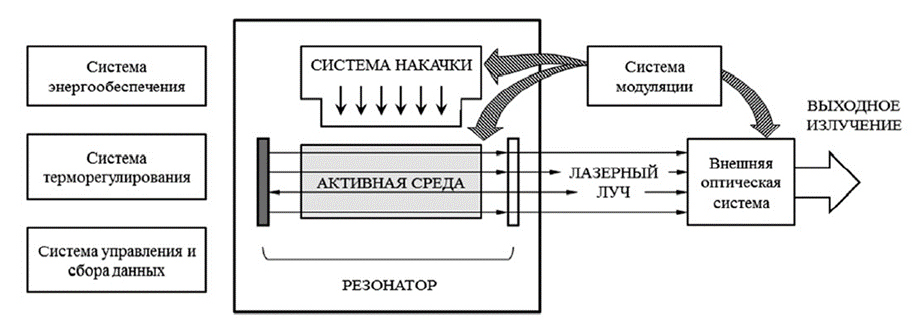 Система
энергообеспечения
Система
терморегулирования
Система управления и
сбора данных
СИСТЕМА НАКАЧКИ
АКТИВНАЯ СРЕДА
РЕЗОНАТОР
Система
модуляции
ЛАЗЕРНЫЙ
ЛУЧ
Внешняя
оптическая
система
ВЫХОДНОЕ
ИЗЛУЧЕНИЕ